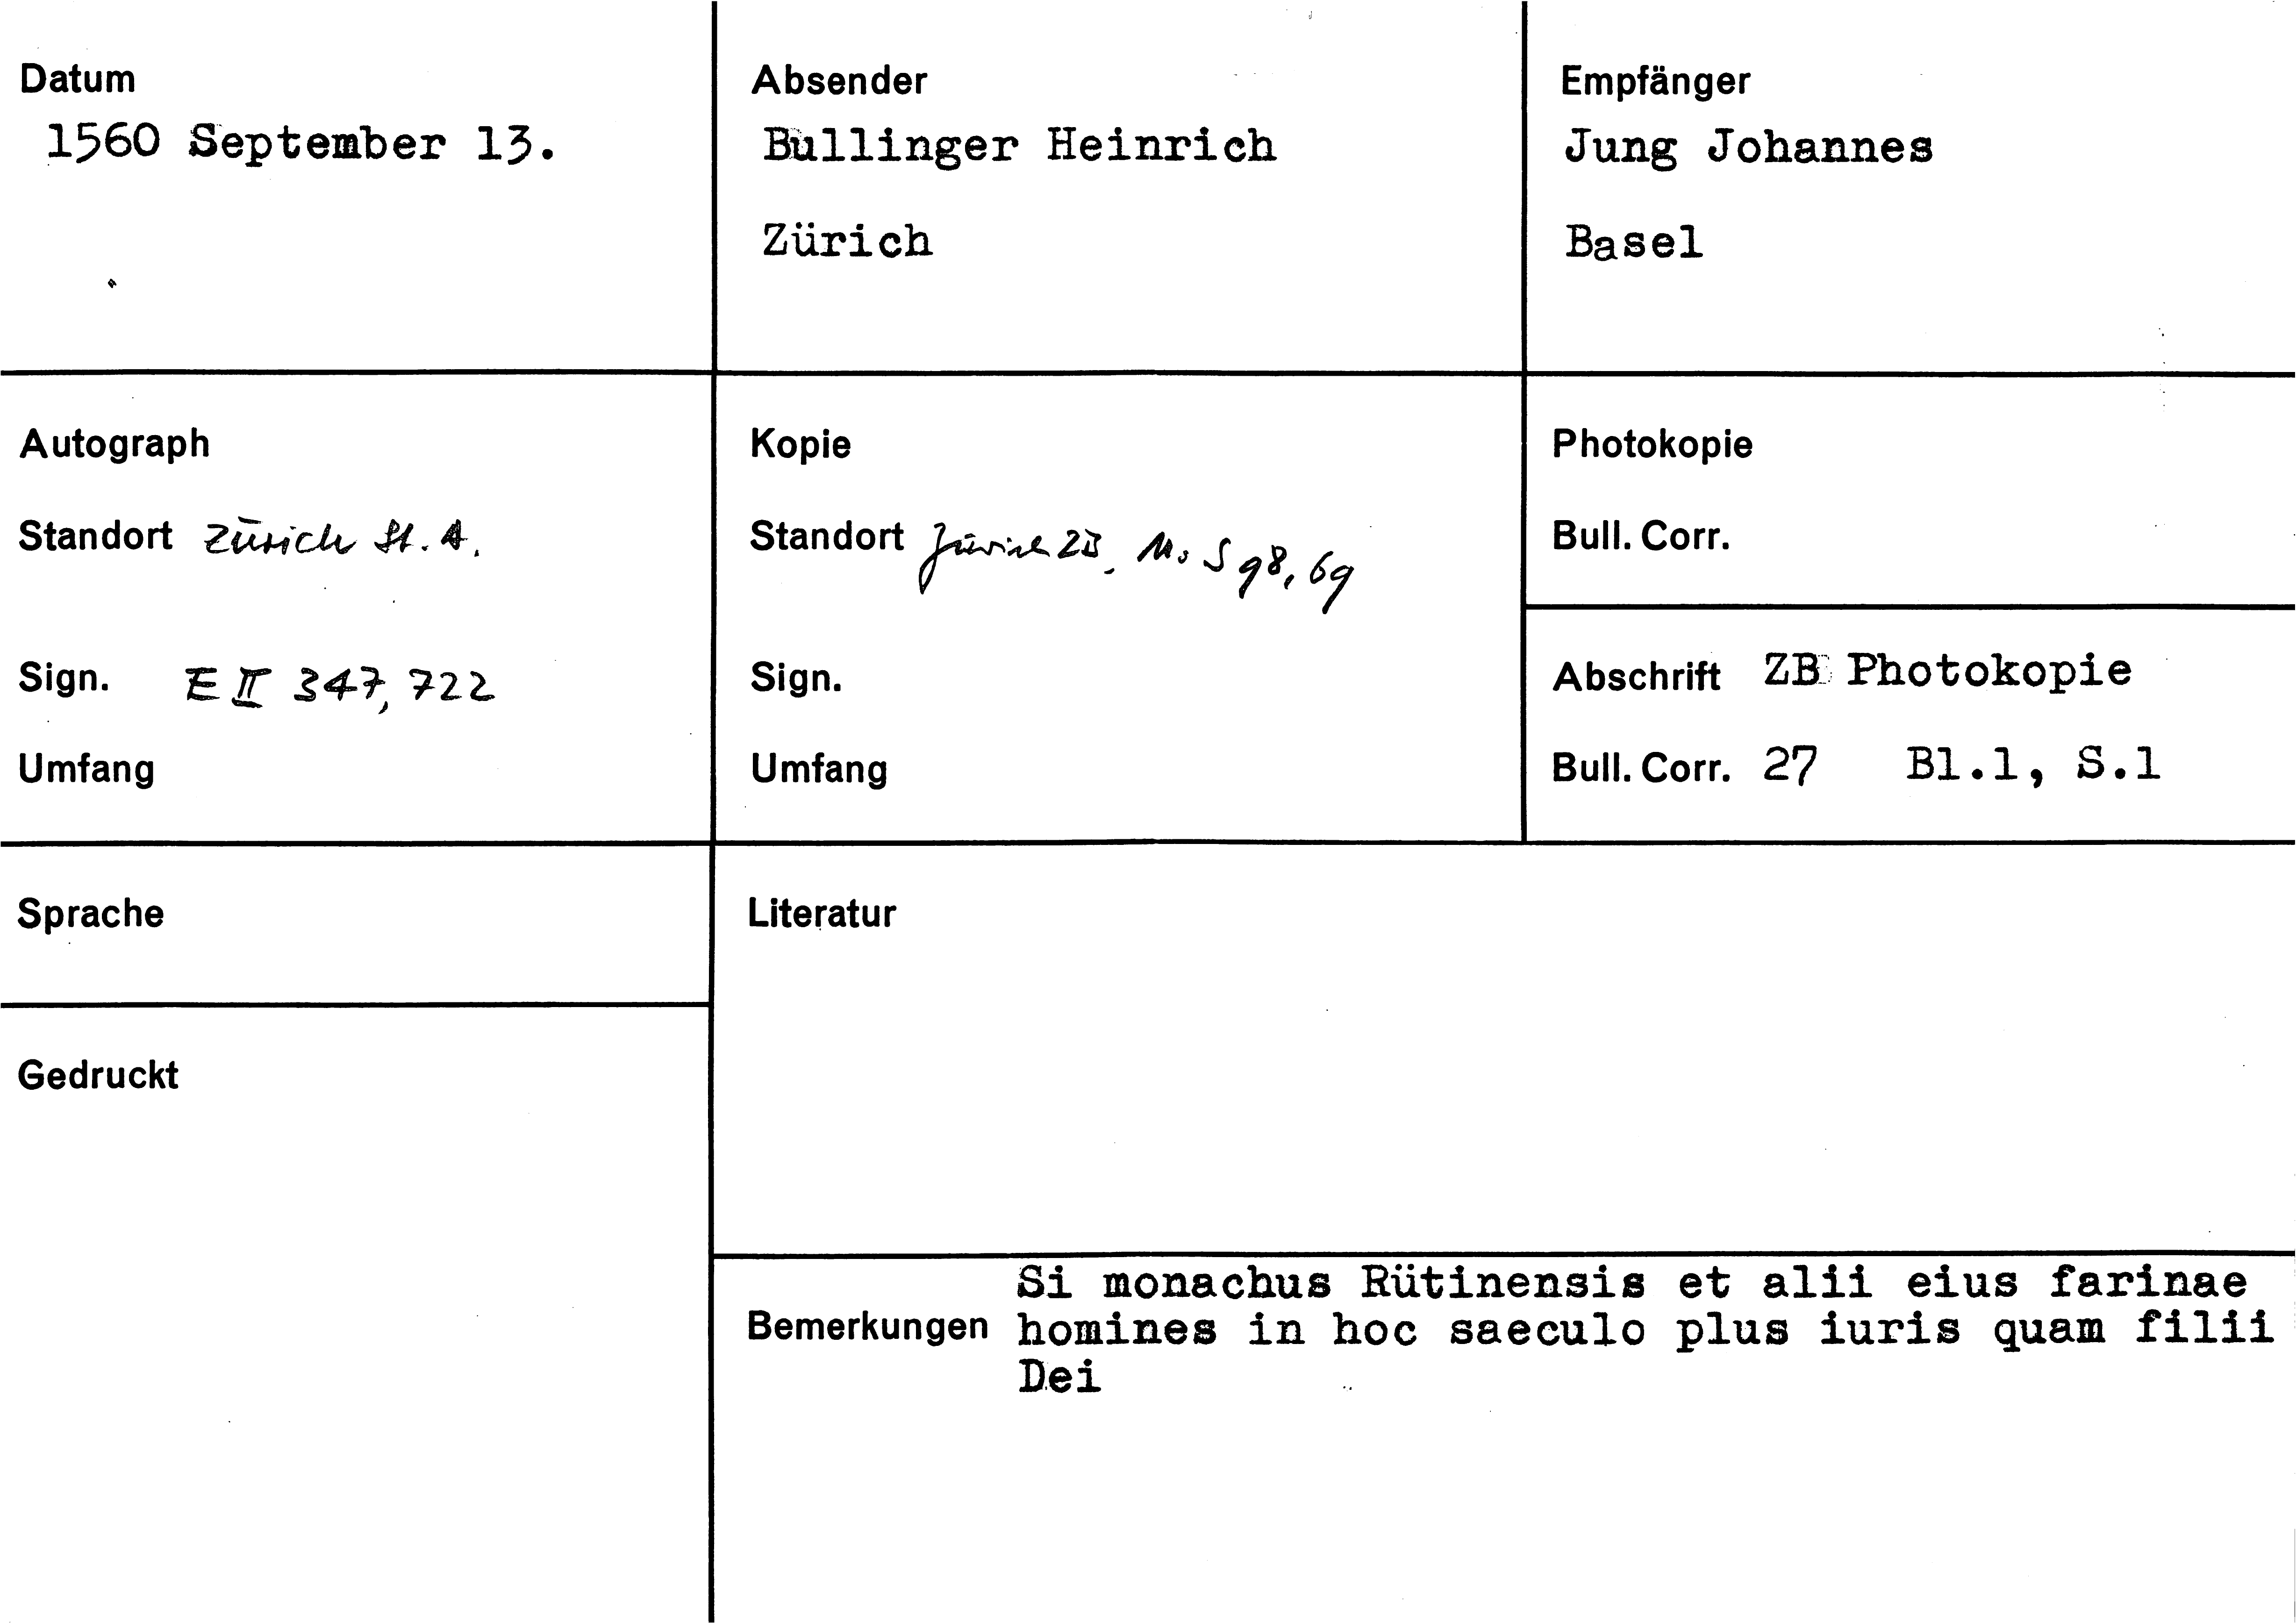 Datum
1560 September 13.
Absender
Bullinger Heinrich
Zürich
Empfänger
Jung Johannes
Basel
Autograph
Standort Zürich St. A.
Sign. E II 347, 722
Umfang
Kopie
Standort Zürich ZB, Ms S 98, 69
Sign.
Umfang
Photokopie
Bull. Corr.
Abschrift ZB Photokopie
Bull. Corr. 27 Bl.1, S.1
Sprache
Literatur
Gedruckt
Bemerkungen
Si monachus Rütinensis et alii eius farinae
homines in hoc saeculo plus iuris quam filii
Dei